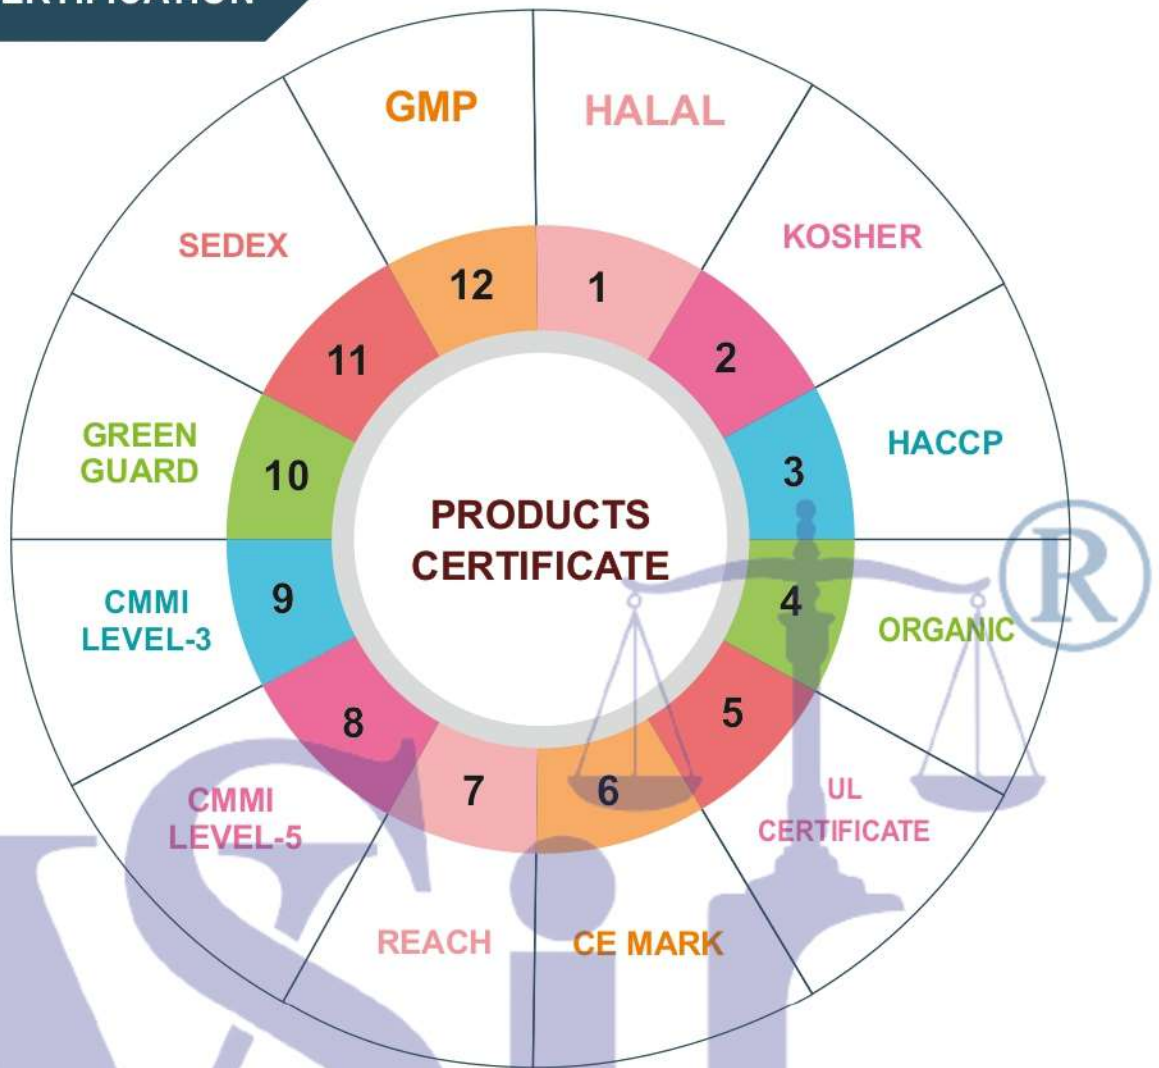 PRODUCTS
CERTIFICATE
1
HALAL
2
KOSHER
3
HACCP
4
ORGANIC
5
UL
CERTIFICATE
6
CE MARK
7
REACH
8
CMMI
LEVEL-5
9
CMMI
LEVEL-3
10
GREEN
GUARD
11
SEDEX
12
GMP
®